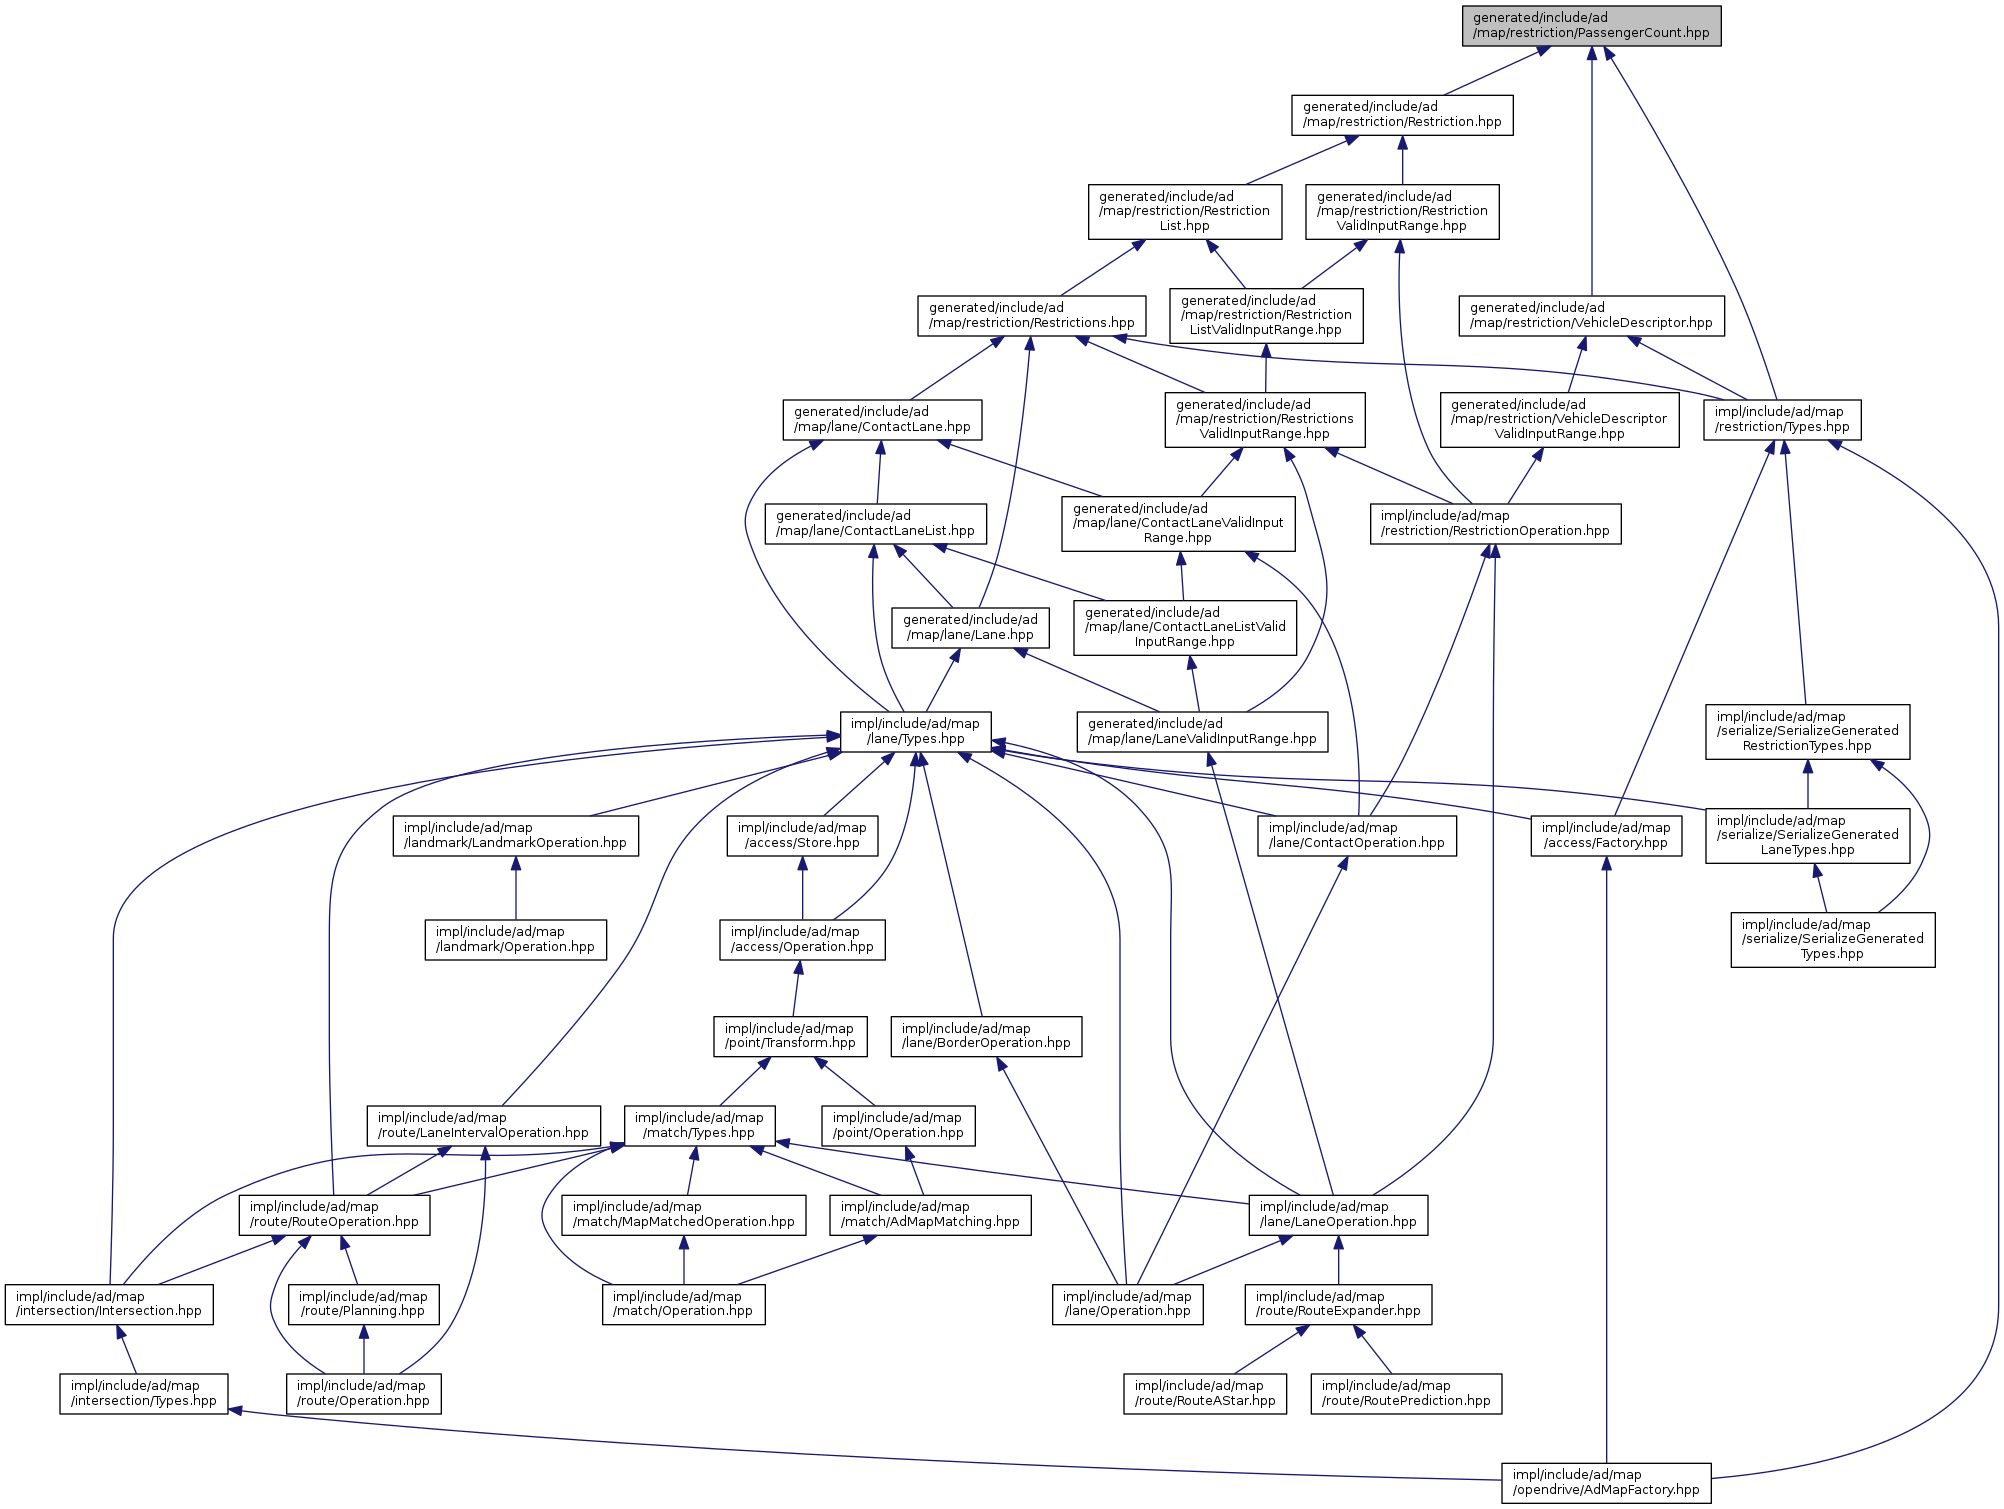 generated/include/ad
/map/restriction/PassengerCount.hpp
generated/include/ad
/map/restriction/Restriction.hpp
generated/include/ad
/map/restriction/Restriction
List.hpp
generated/include/ad
/map/restriction/Restriction
ValidInputRange.hpp
generated/include/ad
/map/restriction/Restrictions.hpp
generated/include/ad
/map/restriction/Restriction
ListValidInputRange.hpp
generated/include/ad
/map/restriction/VehicleDescriptor.hpp
generated/include/ad
/map/lane/ContactLane.hpp
generated/include/ad
/map/restriction/Restrictions
ValidInputRange.hpp
generated/include/ad
/map/restriction/VehicleDescriptor
ValidInputRange.hpp
impl/include/ad/map
/restriction/Types.hpp
generated/include/ad
/map/lane/ContactLaneList.hpp
generated/include/ad
/map/lane/ContactLaneValidInput
Range.hpp
impl/include/ad/map
/restriction/RestrictionOperation.hpp
generated/include/ad
/map/lane/Lane.hpp
generated/include/ad
/map/lane/ContactLaneListValid
InputRange.hpp
impl/include/ad/map
/lane/Types.hpp
generated/include/ad
/map/lane/LaneValidInputRange.hpp
impl/include/ad/map
/serialize/SerializeGenerated
RestrictionTypes.hpp
impl/include/ad/map
/landmark/LandmarkOperation.hpp
impl/include/ad/map
/access/Store.hpp
impl/include/ad/map
/lane/ContactOperation.hpp
impl/include/ad/map
/access/Factory.hpp
impl/include/ad/map
/serialize/SerializeGenerated
LaneTypes.hpp
impl/include/ad/map
/landmark/Operation.hpp
impl/include/ad/map
/access/Operation.hpp
impl/include/ad/map
/serialize/SerializeGenerated
Types.hpp
impl/include/ad/map
/point/Transform.hpp
impl/include/ad/map
/lane/BorderOperation.hpp
impl/include/ad/map
/route/LaneIntervalOperation.hpp
impl/include/ad/map
/match/Types.hpp
impl/include/ad/map
/point/Operation.hpp
impl/include/ad/map
/route/RouteOperation.hpp
impl/include/ad/map
/match/MapMatchedOperation.hpp
impl/include/ad/map
/match/AdMapMatching.hpp
impl/include/ad/map
/lane/LaneOperation.hpp
impl/include/ad/map
/intersection/Intersection.hpp
impl/include/ad/map
/route/Planning.hpp
impl/include/ad/map
/match/Operation.hpp
impl/include/ad/map
/lane/Operation.hpp
impl/include/ad/map
/route/RouteExpander.hpp
impl/include/ad/map
/intersection/Types.hpp
impl/include/ad/map
/route/Operation.hpp
impl/include/ad/map
/route/RouteAStar.hpp
impl/include/ad/map
/route/RoutePrediction.hpp
impl/include/ad/map
/opendrive/AdMapFactory.hpp